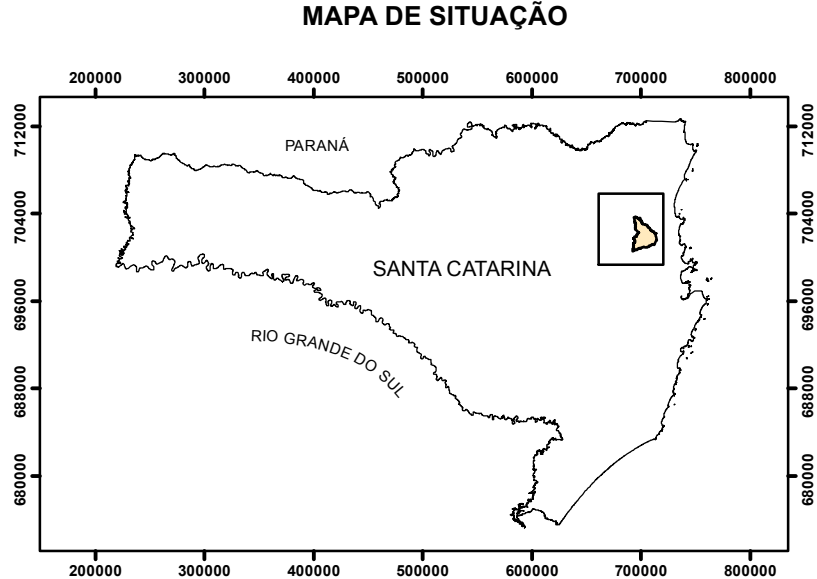 MAPA DE SITUAÇÃO
200000 300000 400000 500000 600000 700000 800000
712000 712000
PARANÁ
704000 704000
SANTA CATARINA
696000 696000
RIO GRANDE DO SUL
688000 688000
680000 680000
200000 300000 400000 500000 600000 700000 800000